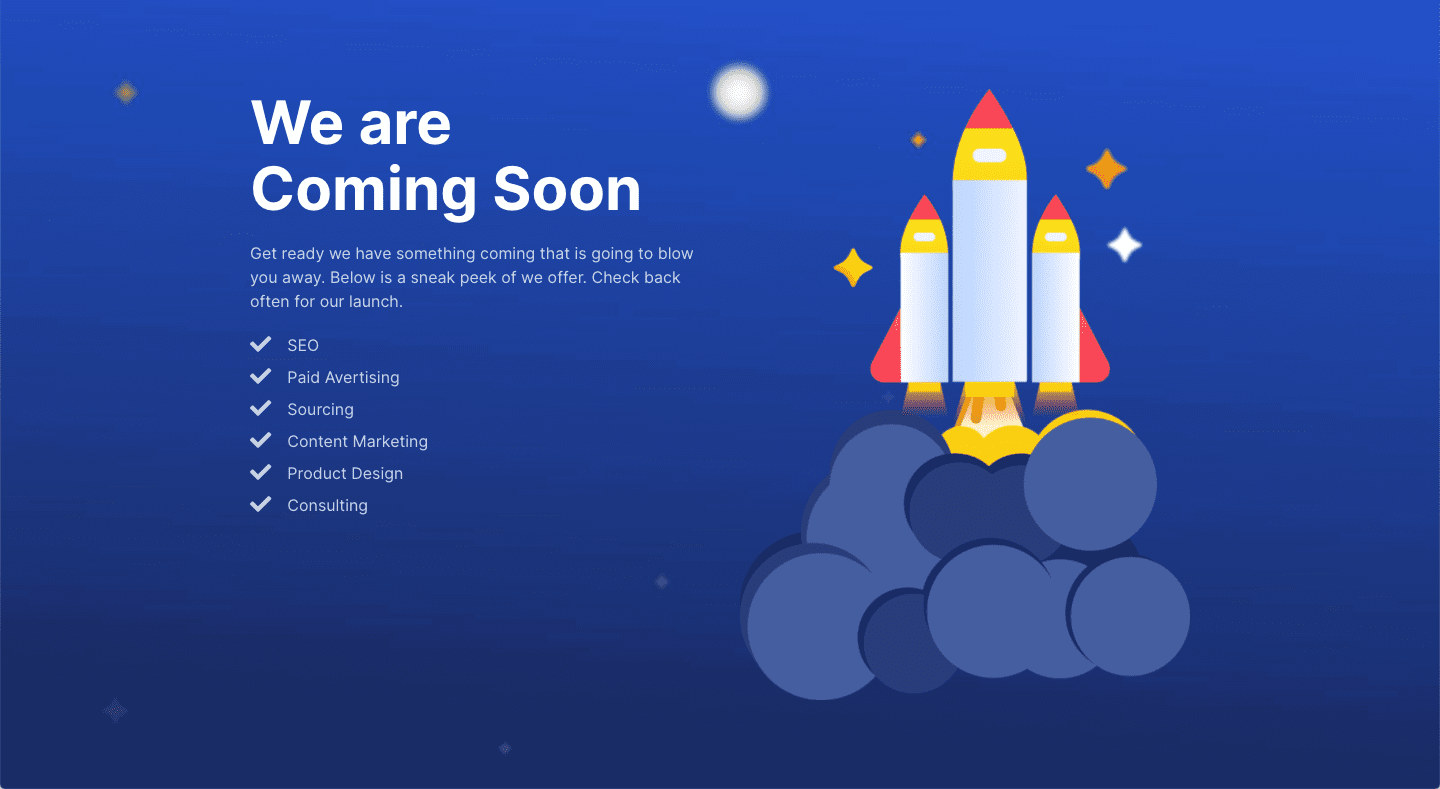 We are
Coming Soon
Get ready we have something coming that is going to blow
you away. Below is a sneak peek of we offer. Check back
often for our launch.
SEO
Paid Avertising
Sourcing
Content Marketing
Product Design
Consulting